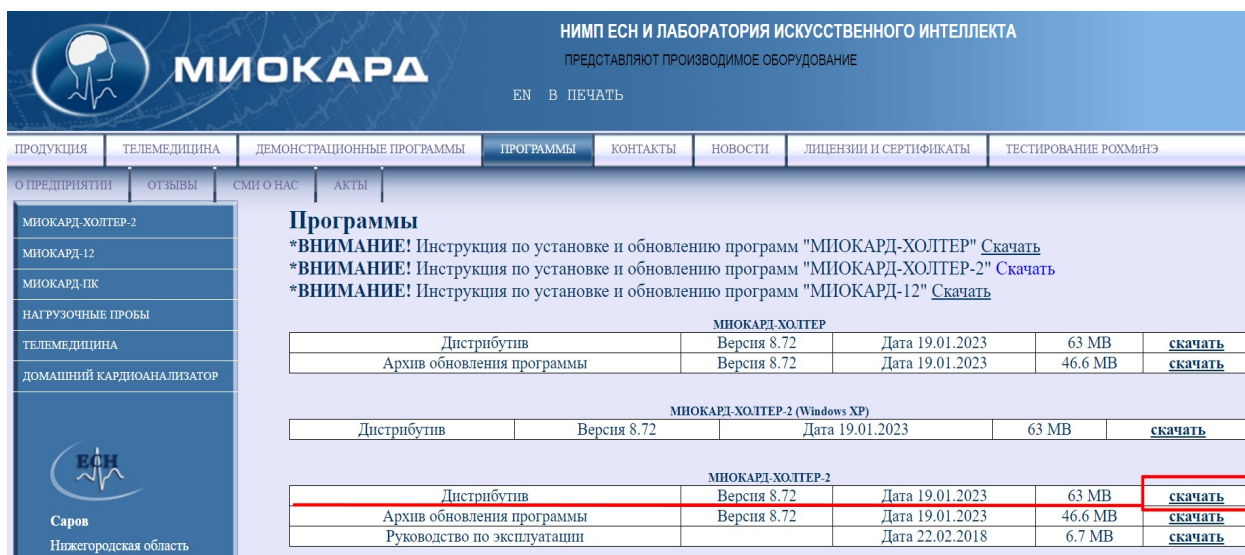 МИОКАРД
НИМП ЕСН И ЛАБОРАТОРИЯ ИСКУССТВЕННОГО ИНТЕЛЛЕКТА
ПРЕДСТАВЛЯЮТ ПРОИЗВОДИМОЕ ОБОРУДОВАНИЕ
EN В ПЕЧАТЬ
ПРОДУКЦИЯ ТЕЛЕМЕДИЦИНА ДЕМОНСТРАЦИОННЫЕ ПРОГРАММЫ ПРОГРАММЫ КОНТАКТЫ НОВОСТИ ЛИЦЕНЗИИ И СЕРТИФИКАТЫ ТЕСТИРОВАНИЕ РОХМиНЭ
О ПРЕДПРИЯТИИ ОТЗЫВЫ СМИ О НАС АКТЫ
МИОКАРД-ХОЛТЕР-2
МИОКАРД-12
МИОКАРД-ПК
НАГРУЗОЧНЫЕ ПРОБЫ
ТЕЛЕМЕДИЦИНА
ДОМАШНИЙ КАРДИОАНАЛИЗАТОР
ЕСН
Саров
Нижегородская область
Программы
*ВНИМАНИЕ! Инструкция по установке и обновлению программ "МИОКАРД-ХОЛТЕР" Скачать
*ВНИМАНИЕ! Инструкция по установке и обновлению программ "МИОКАРД-ХОЛТЕР-2" Скачать
*ВНИМАНИЕ! Инструкция по установке и обновлению программ "МИОКАРД-12" Скачать
МИОКАРД-ХОЛТЕР
Дистрибутив Версия 8.72 Дата 19.01.2023 63 MB скачать
Архив обновления программы Версия 8.72 Дата 19.01.2023 46.6 MB скачать
МИОКАРД-ХОЛТЕР-2 (Windows XP)
Дистрибутив Версия 8.72 Дата 19.01.2023 63 MB скачать
МИОКАРД-ХОЛТЕР-2
Дистрибутив Версия 8.72 Дата 19.01.2023 63 MB скачать
Архив обновления программы Версия 8.72 Дата 19.01.2023 46.6 MB скачать
Руководство по эксплуатации Дата 22.02.2018 6.7 MB скачать